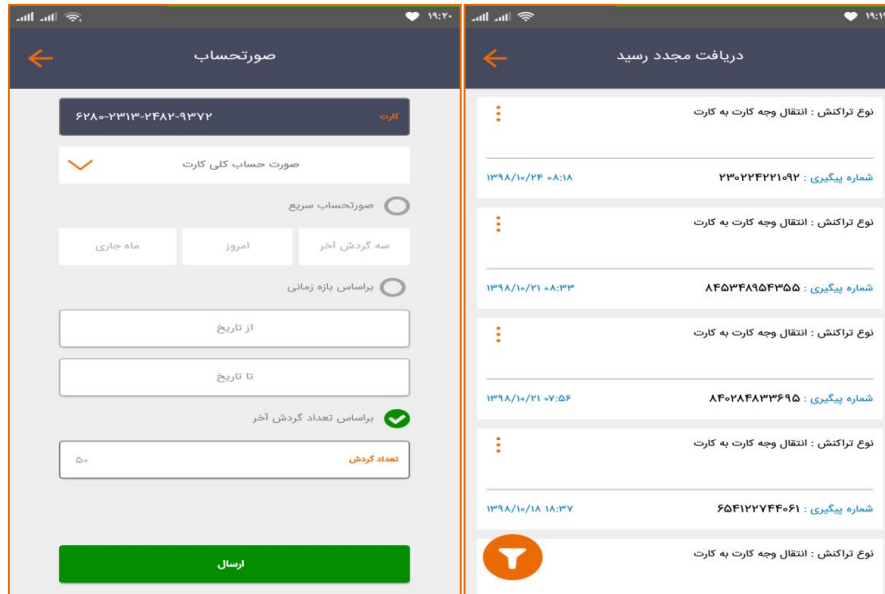 ۱۹:۲۰
صورتحساب
کارت ۶۲۸۰-۲۳۱۳-۲۴۸۲-۹۳۷۲
صورت حساب کلی کارت
صورتحساب سریع
سه گردش آخر امروز ماه جاری
براساس بازه زمانی
از تاریخ
تا تاریخ
براساس تعداد گردش آخر
تعداد گردش ۵۰
ارسال
دریافت مجدد رسید
نوع تراکنش : انتقال وجه کارت به کارت
شماره پیگیری : ۲۳۰۲۲۴۲۲۱۰۹۲ ۱۳۹۸/۱۰/۲۴ ۰۸:۱۸
نوع تراکنش : انتقال وجه کارت به کارت
شماره پیگیری : ۸۴۵۳۴۸۹۵۴۳۵۵ ۱۳۹۸/۱۰/۲۱ ۰۸:۳۳
نوع تراکنش : انتقال وجه کارت به کارت
شماره پیگیری : ۸۴۰۲۸۴۸۳۳۶۹۵ ۱۳۹۸/۱۰/۲۱ ۰۷:۵۶
نوع تراکنش : انتقال وجه کارت به کارت
شماره پیگیری : ۶۵۴۱۲۲۷۴۴۰۶۱ ۱۳۹۸/۱۰/۱۸ ۱۸:۳۷
نوع تراکنش : انتقال وجه کارت به کارت